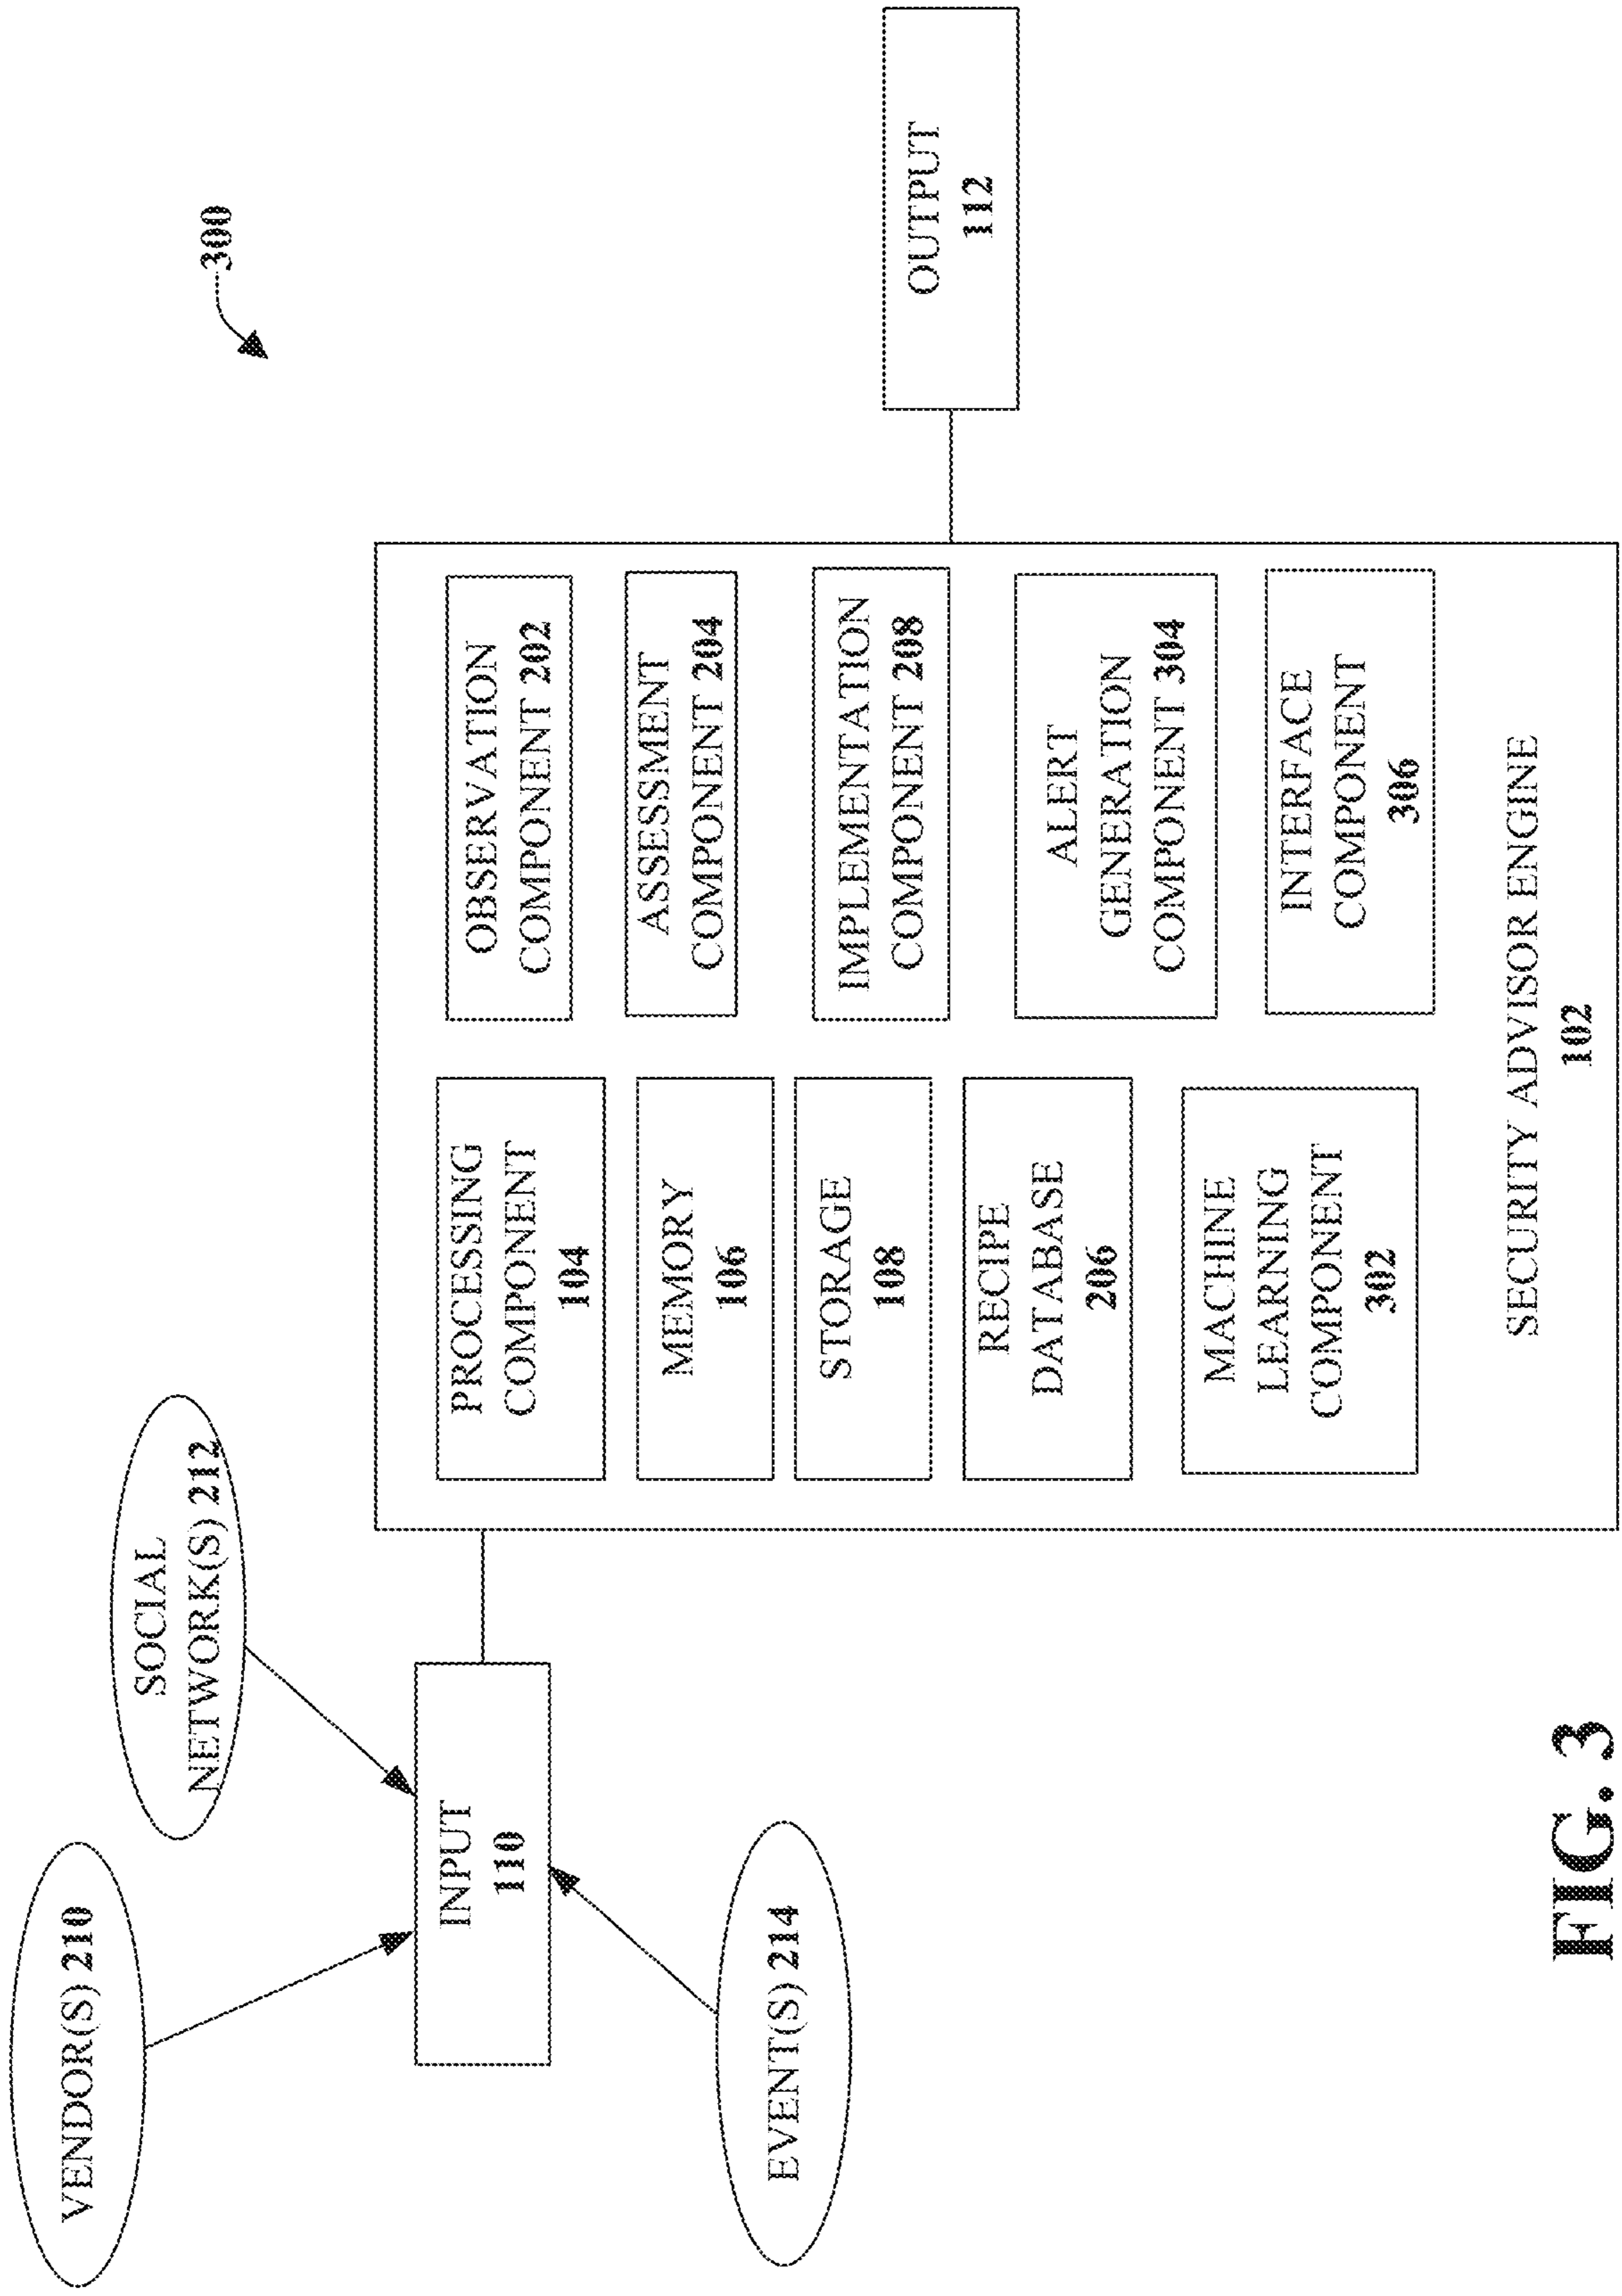 300
VENDOR(S) 210
SOCIAL
NETWORK(S) 212
INPUT
110
EVENT(S) 214
PROCESSING
COMPONENT
104
MEMORY
106
STORAGE
108
RECIPE
DATABASE
206
MACHINE
LEARNING
COMPONENT
302
OBSERVATION
COMPONENT 202
ASSESSMENT
COMPONENT 204
IMPLEMENTATION
COMPONENT 208
ALERT
GENERATION
COMPONENT 304
INTERFACE
COMPONENT
306
SECURITY ADVISOR ENGINE
102
OUTPUT
112
FIG. 3